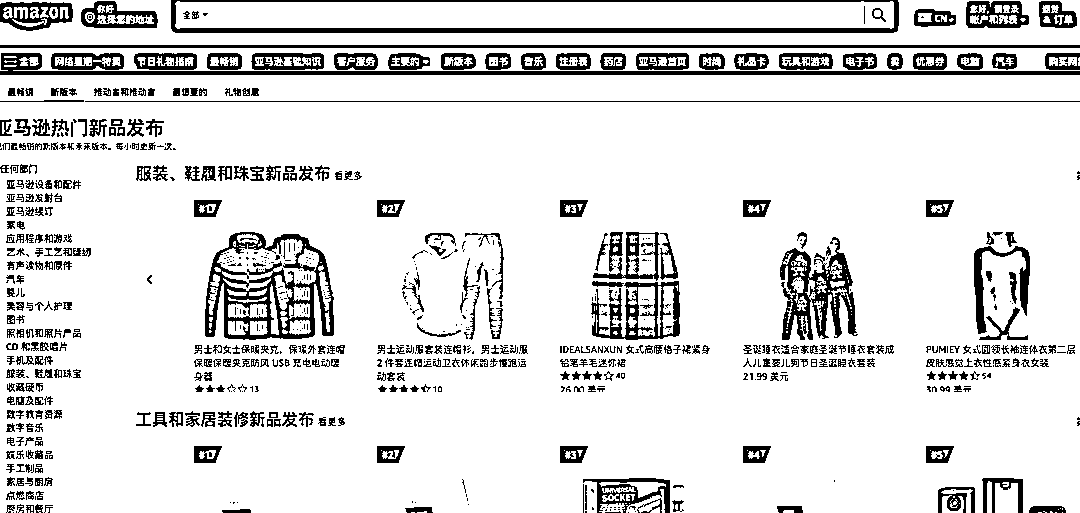 amazon
你好
选择您的地址
全部
CN
您好, 请登录
帐户和列表
退货
& 订单
全部 网络星期一特卖 节日礼物指南 最畅销 亚马逊基础知识 客户服务 主要的 新版本 图书 音乐 注册表 药店 亚马逊首页 时尚 礼品卡 玩具和游戏 电子书 卖 优惠券 电脑 汽车 购买
最畅销 新版本 推动者和推动者 最想要的 礼物创意
亚马逊热门新品发布
们最畅销的新版本和未来版本。每小时更新一次。
任何部门
亚马逊设备和配件
亚马逊发射台
亚马逊续订
家电
应用程序和游戏
艺术、手工艺和缝纫
有声读物和原件
汽车
婴儿
美容与个人护理
图书
照相机和照片产品
CD 和黑胶唱片
手机及配件
服装、鞋履和珠宝
收藏硬币
电脑及配件
数字教育资源
数字音乐
电子产品
娱乐收藏品
手工制品
家居与厨房
点燃商店
厨房和餐厅
服装、鞋履和珠宝新品发布 看更多
#1
男士和女士保暖夹克，保暖外套连帽
保暖保暖夹克防风 USB 充电电动暖
身器
13
#2
男士运动服套装连帽衫，男士运动服
2 件套连帽运动卫衣休闲跑步慢跑运
动套装
10
#3
IDEALSANXUN 女式高腰格子裙紧身
铅笔羊毛迷你裙
40
26.00 美元
#4
圣诞睡衣适合家庭圣诞节睡衣套装成
人儿童婴儿男节日圣诞睡衣套装
21.99 美元
#5
PUMIEY 女式圆领长袖连体衣第二层
皮肤感觉上衣性感紧身衣女装
54
30.99 美元
工具和家居装修新品发布 看更多
#1
#2
#3
UNIVERSAL
SOCKET
#4
#5